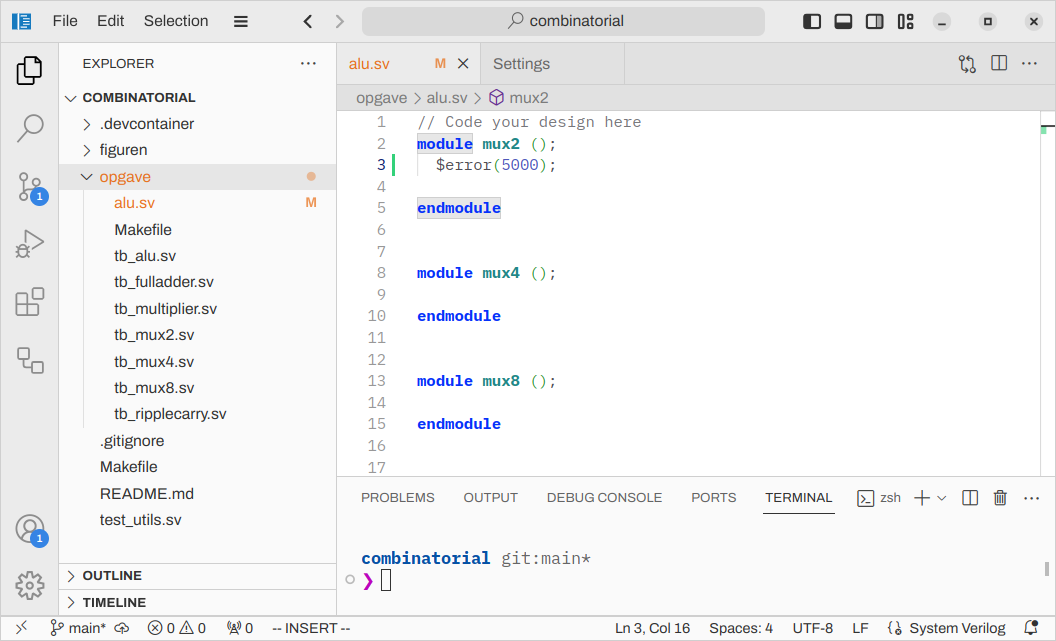 File Edit Selection combinatorial
EXPLORER
COMBINATORIAL
.devcontainer
figuren
opgave
alu.sv M
Makefile
tb_alu.sv
tb_fulladder.sv
tb_multiplier.sv
tb_mux2.sv
tb_mux4.sv
tb_mux8.sv
tb_ripplecarry.sv
.gitignore
Makefile
README.md
test_utils.sv
OUTLINE
TIMELINE
1
1
alu.sv M Settings
opgave > alu.sv > mux2
1 // Code your design here
2 module mux2 ();
3 $error(5000);
4
5 endmodule
6
7
8 module mux4 ();
9
10 endmodule
11
12
13 module mux8 ();
14
15 endmodule
16
17
PROBLEMS OUTPUT DEBUG CONSOLE PORTS TERMINAL zsh
combinatorial git:main*
❯
main* 0 0 0 -- INSERT -- Ln 3, Col 16 Spaces: 4 UTF-8 LF System Verilog